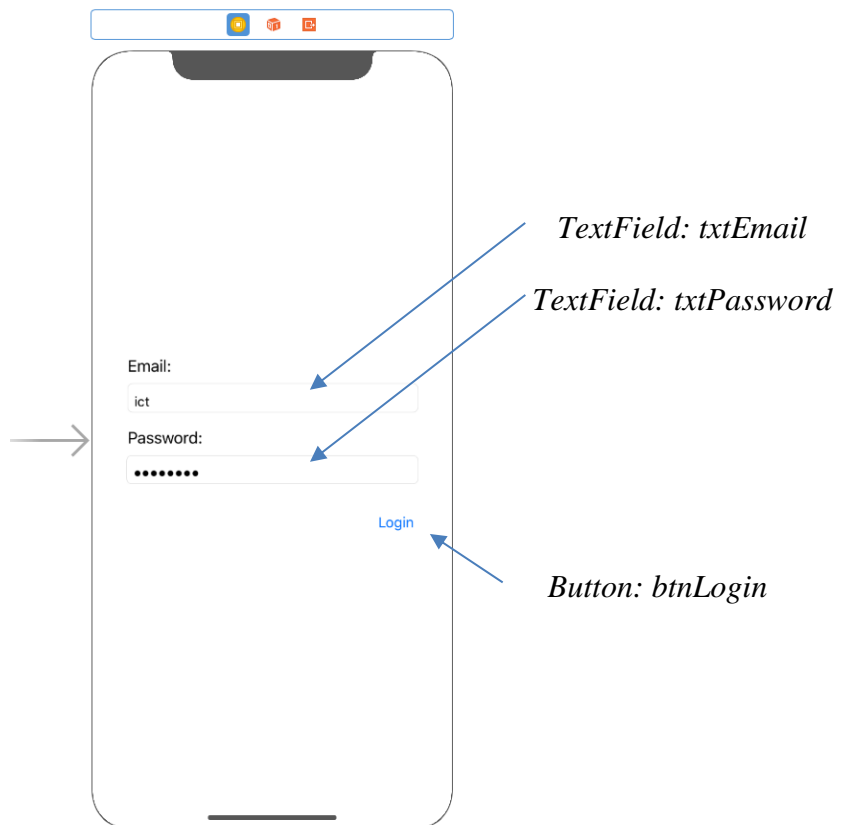 TextField: txtEmail
TextField: txtPassword
Email:
ict
Password:
••••••••
Login
Button: btnLogin